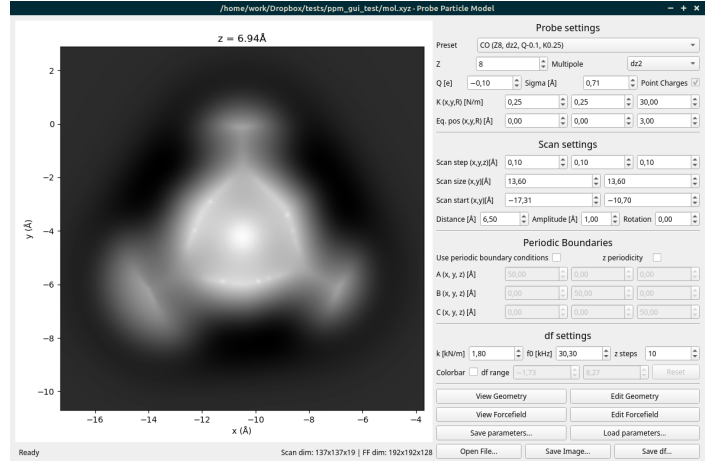 /home/work/Dropbox/tests/ppm_gui_test/mol.xyz - Probe Particle Model
z = 6.94Å
2
0
−2
−4
−6
−8
−10
y (Å)
−16 −14 −12 −10 −8 −6 −4
x (Å)
Probe settings
Preset CO (Z8, dz2, Q-0.1, K0.25)
Z 8 Multipole dz2
Q [e] −0,10 Sigma [Å] 0,71 Point Charges
K (x,y,R) [N/m] 0,25 0,25 30,00
Eq. pos (x,y,R) [Å] 0,00 0,00 3,00
Scan settings
Scan step (x,y,z)[Å] 0,10 0,10 0,10
Scan size (x,y)[Å] 13,60 13,60
Scan start (x,y)[Å] −17,31 −10,70
Distance [Å] 6,50 Amplitude [Å] 1,00 Rotation 0,00
Periodic Boundaries
Use periodic boundary conditions z periodicity
A (x, y, z) [Å] 50,00 0,00 0,00
B (x, y, z) [Å] 0,00 50,00 0,00
C (x, y, z) [Å] 0,00 0,00 50,00
df settings
k [kN/m] 1,80 f0 [kHz] 30,30 z steps 10
Colorbar df range −1,73 8,27 Reset
View Geometry Edit Geometry
View Forcefield Edit Forcefield
Save parameters... Load parameters...
Open File... Save Image... Save df...
Ready Scan dim: 137x137x19 | FF dim: 192x192x128